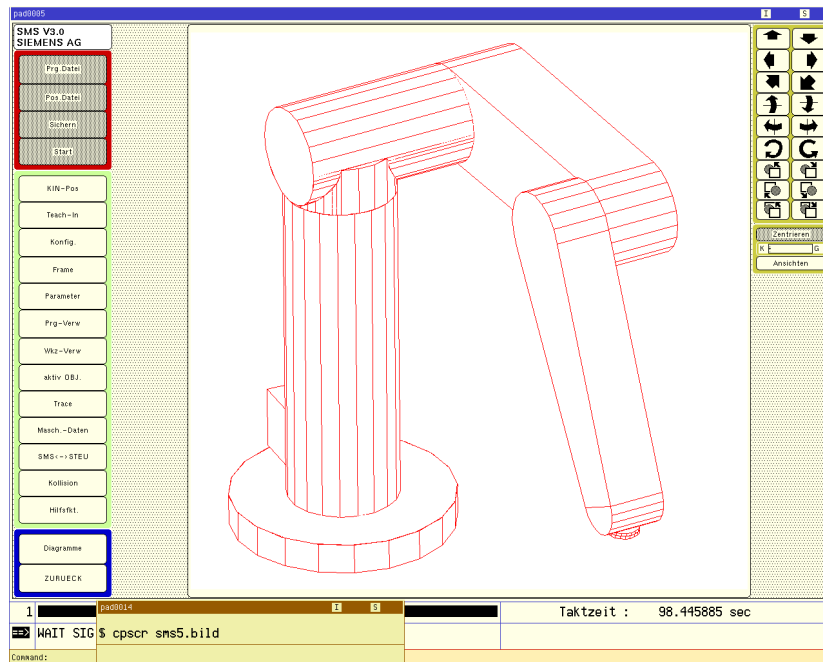 pad0005
I
S
SMS V3.0
SIEMENS AG
Prg.Datei
Pos.Datei
Sichern
Start
KIN-Pos
Teach-In
Konfig.
Frame
Parameter
Prg-Verw
Wkz-Verw
aktiv OBJ.
Trace
Masch.-Daten
SMS<->STEU
Kollision
Hilfsfkt.
Diagramme
ZURUECK
Zentrieren
K
G
Ansichten
1
Taktzeit : 98.445885 sec
==> WAIT SIG
pad0014
I
S
$ cpscr sms5.bild
Command: